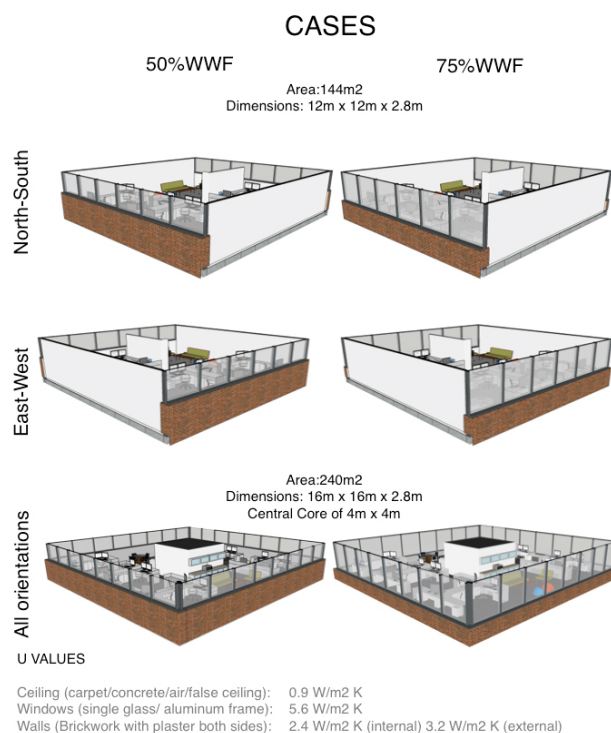 CASES
50%WWF
75%WWF
Area:144m2
Dimensions: 12m x 12m x 2.8m
North-South
East-West
Area:240m2
Dimensions: 16m x 16m x 2.8m
Central Core of 4m x 4m
All orientations
U VALUES
Ceiling (carpet/concrete/air/false ceiling): 0.9 W/m2 K
Windows (single glass/ aluminum frame): 5.6 W/m2 K
Walls (Brickwork with plaster both sides): 2.4 W/m2 K (internal) 3.2 W/m2 K (external)